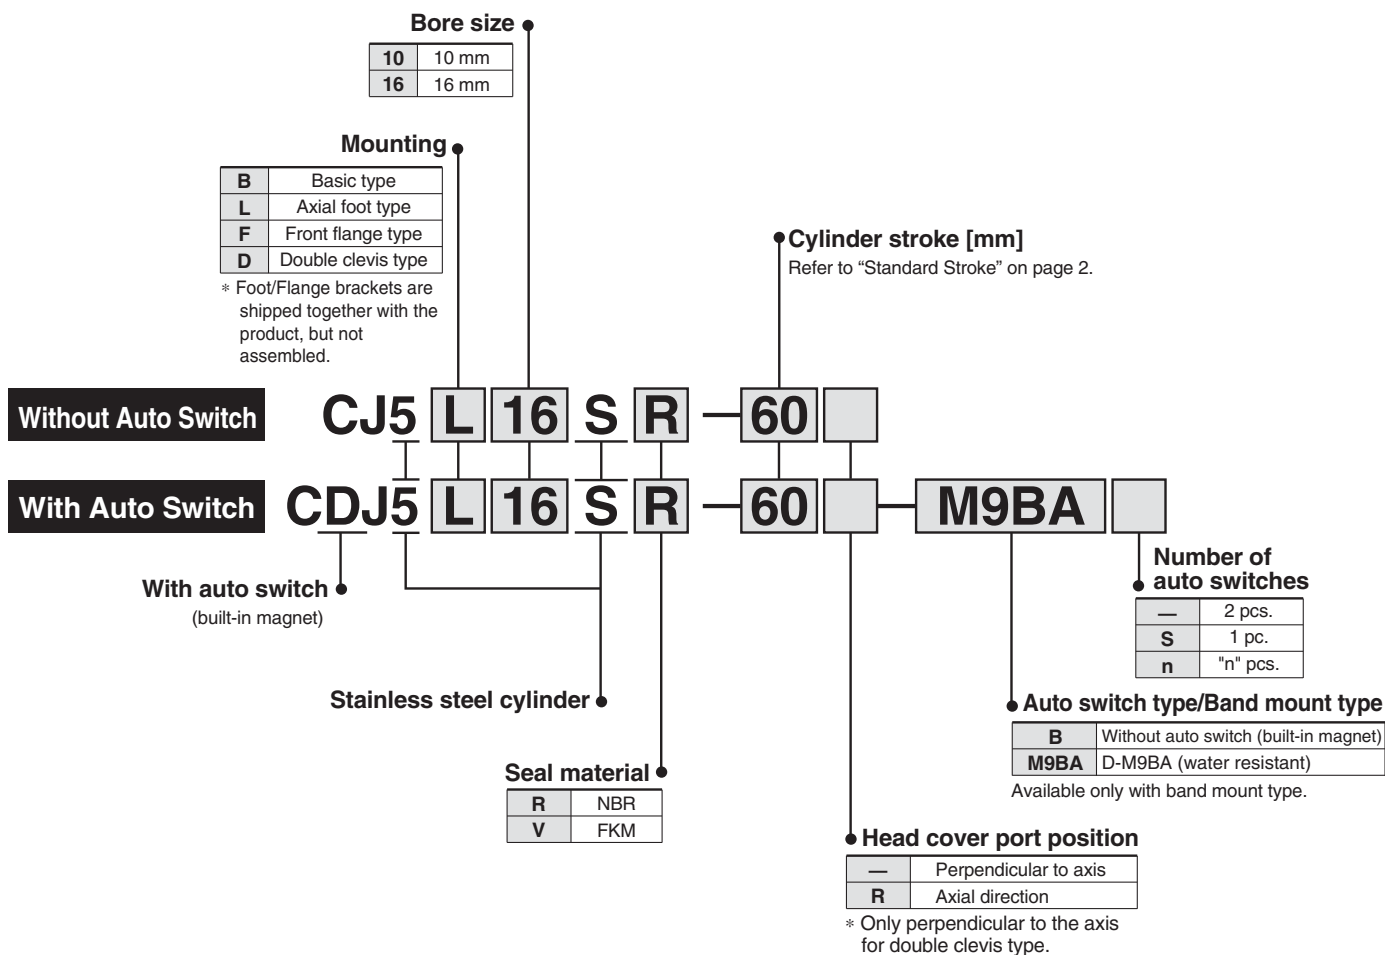 Bore size
10 10 mm
16 16 mm
Mounting
B Basic type
L Axial foot type
F Front flange type
D Double clevis type
* Foot/Flange brackets are
shipped together with the
product, but not
assembled.
Cylinder stroke [mm]
Refer to “Standard Stroke” on page 2.
Without Auto Switch CJ5 L 16 S R — 60
With Auto Switch CDJ5 L 16 S R — 60 — M9BA
With auto switch
(built-in magnet)
Stainless steel cylinder
Seal material
R NBR
V FKM
Number of
auto switches
— 2 pcs.
S 1 pc.
n "n" pcs.
Auto switch type/Band mount type
B Without auto switch (built-in magnet)
M9BA D-M9BA (water resistant)
Available only with band mount type.
Head cover port position
— Perpendicular to axis
R Axial direction
* Only perpendicular to the axis
for double clevis type.